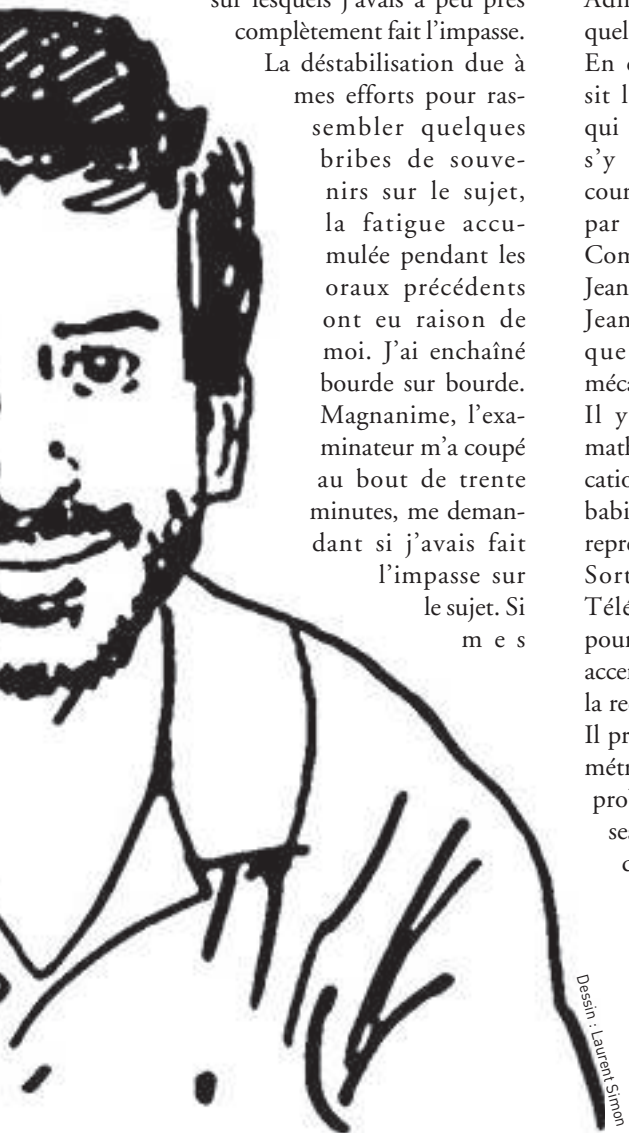 sur lesquels j'avais à peu près
complètement fait l'impasse.
La déstabilisation due à
mes efforts pour ras-
sembler quelques
bribes de souve-
nirs sur le sujet,
la fatigue accu-
mulée pendant les
oraux précédents
ont eu raison de
moi. J'ai enchaîné
bourde sur bourde.
Magnanime, l'exa-
minateur m'a coupé
au bout de trente
minutes, me deman-
dant si j'avais fait
l'impasse sur
le sujet. Si
m e s
quel
En
sit l
qui
s'y
cour
par
Com
Jean
Jean
que
méca
Il y
math
catio
babi
repr
Sort
Télé
pour
accer
la re
Il pr
métr
prol
sea
Dessin : Laurent Simon